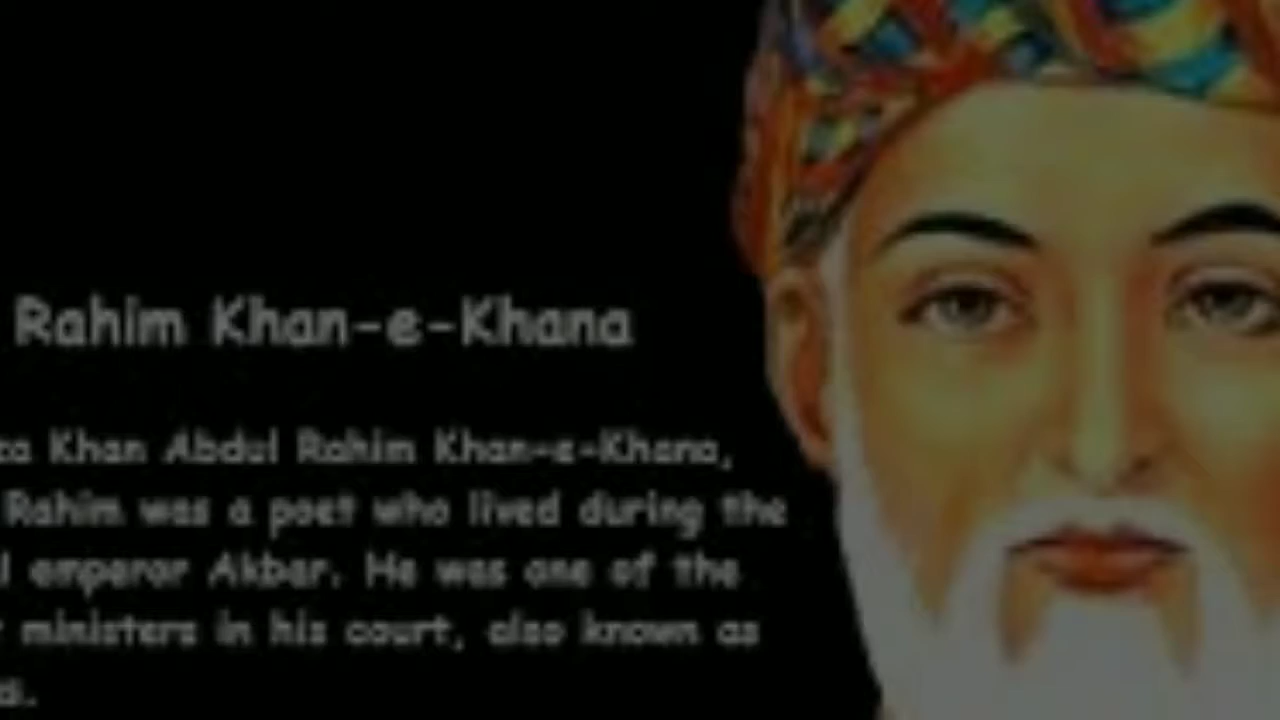 Rahim Khan-e-Khana
Khan Abdul Rahim Khan-e-Khana,
Rahim was a poet who lived during the
emperor Akbar. He was one of the
ministers in his court, also known as